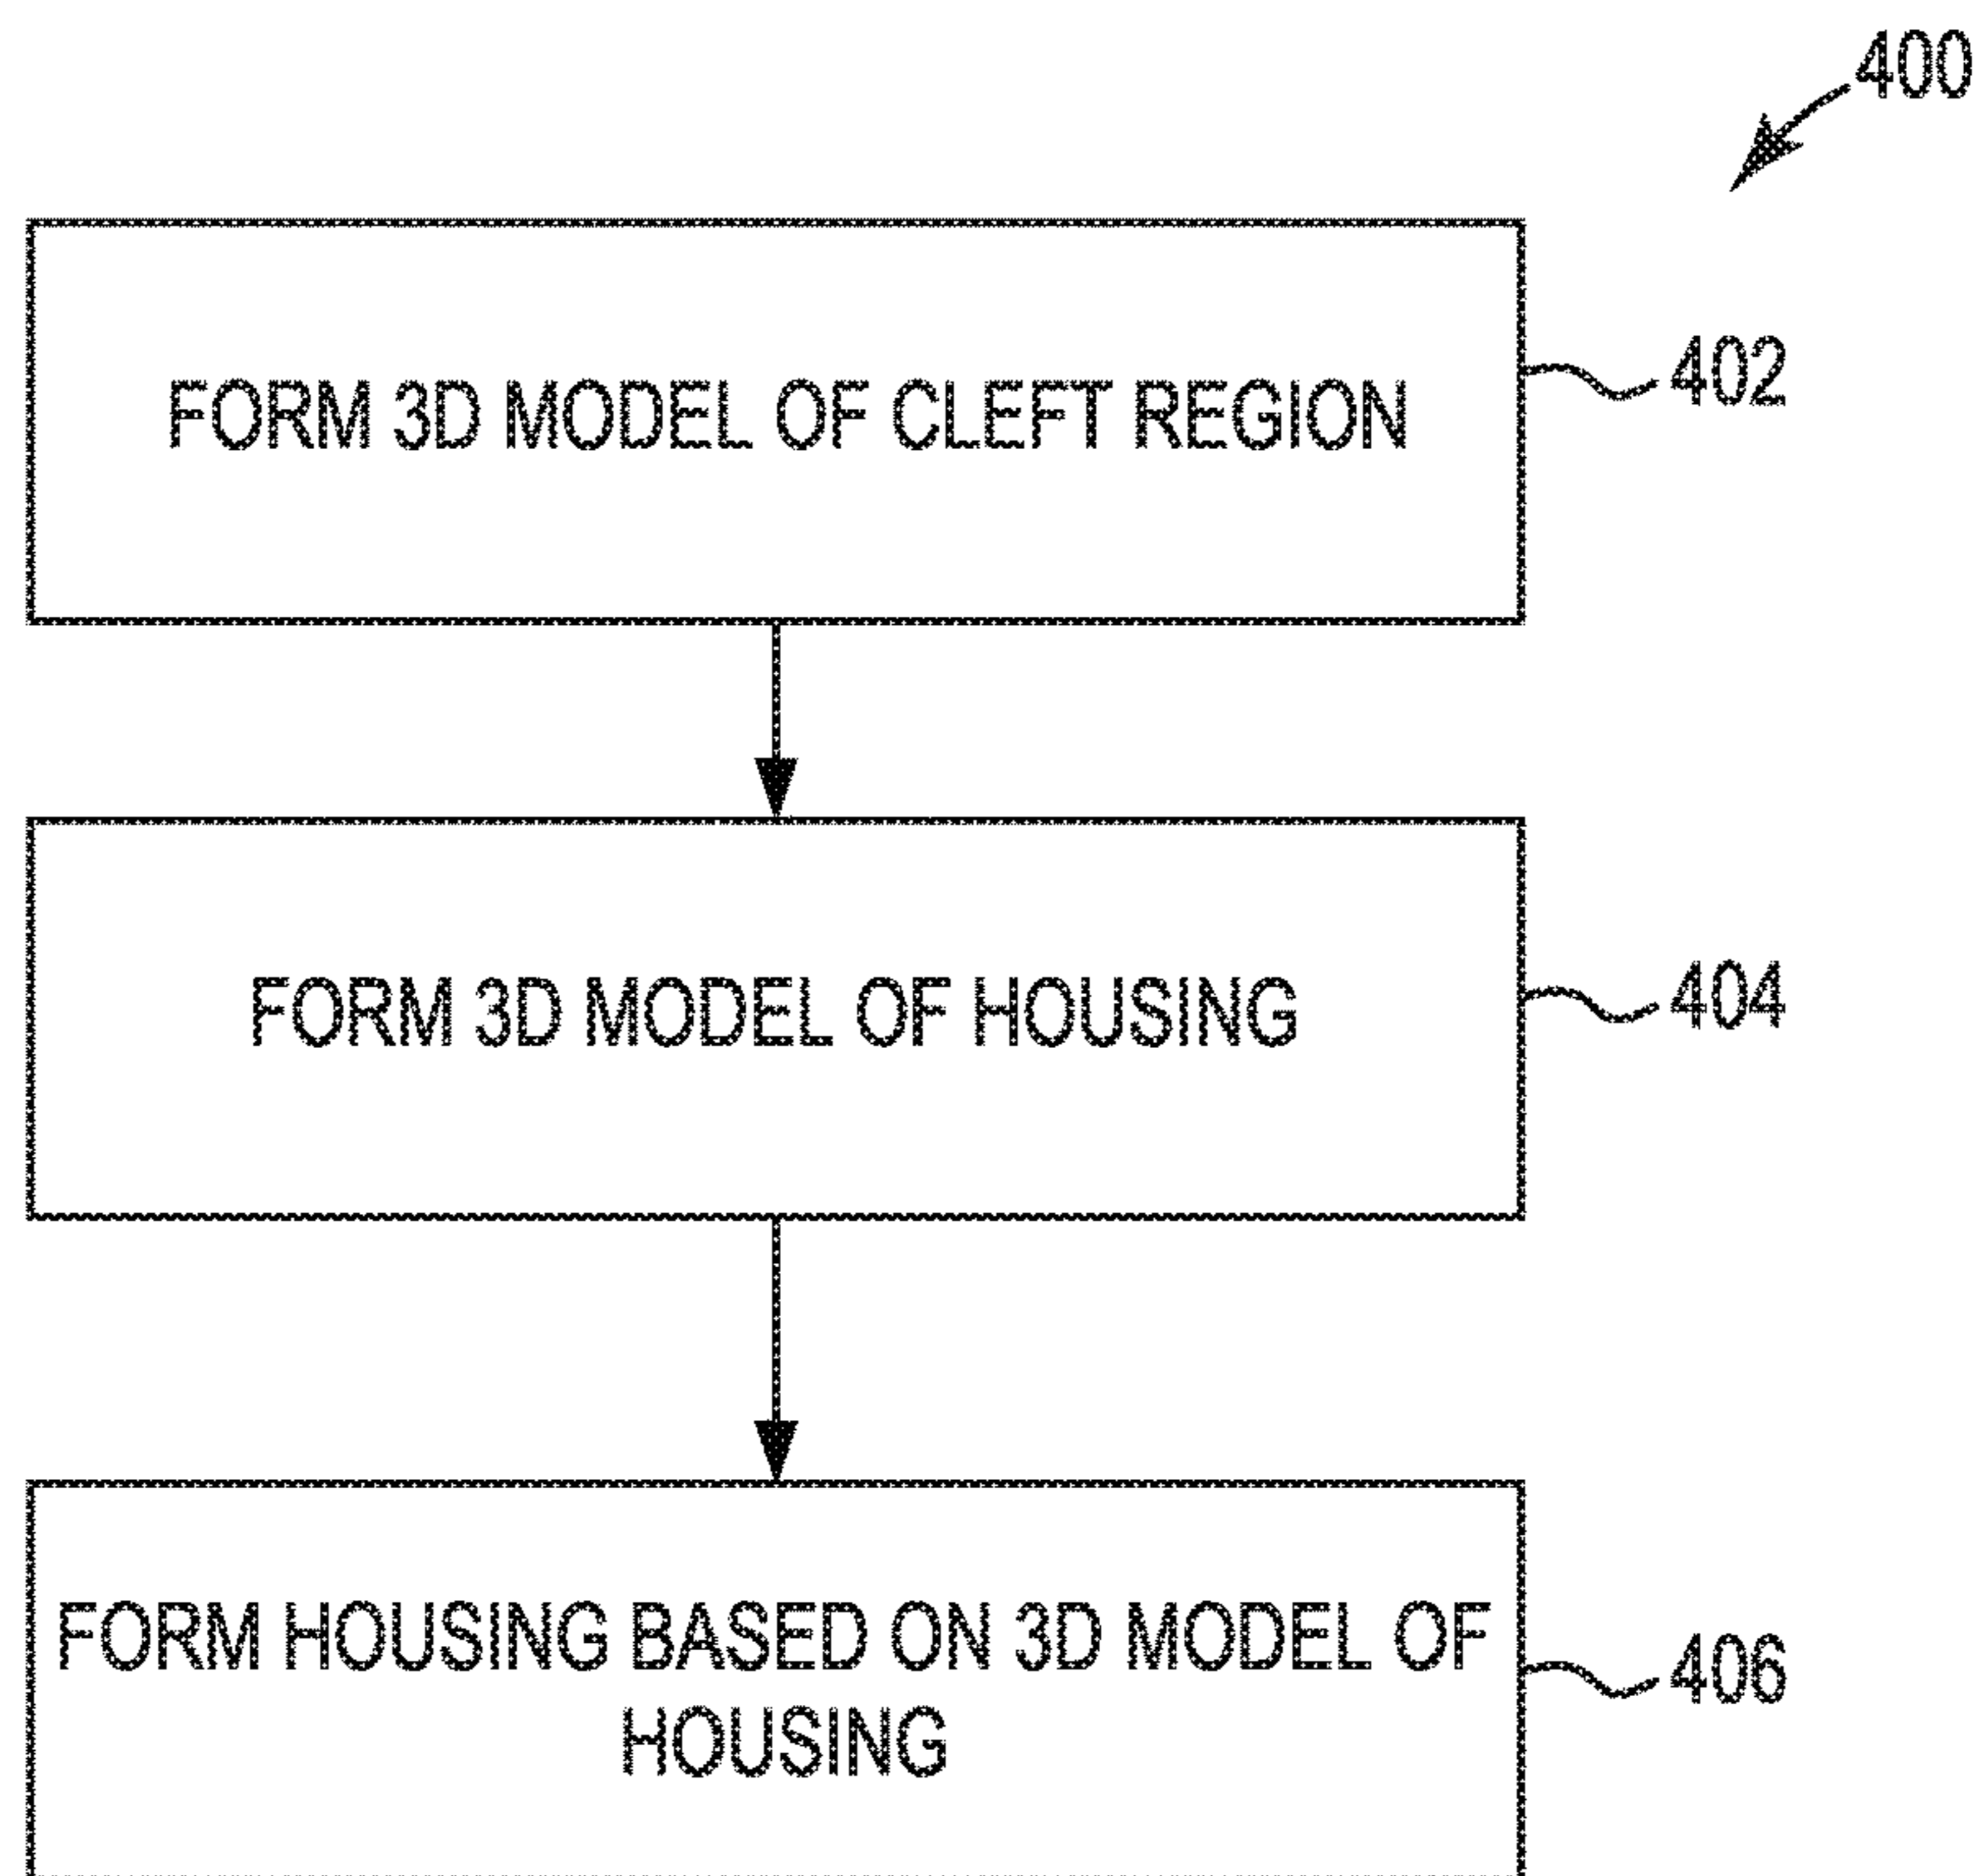 400
FORM 3D MODEL OF CLEFT REGION
402
FORM 3D MODEL OF HOUSING
404
FORM HOUSING BASED ON 3D MODEL OF
HOUSING
406